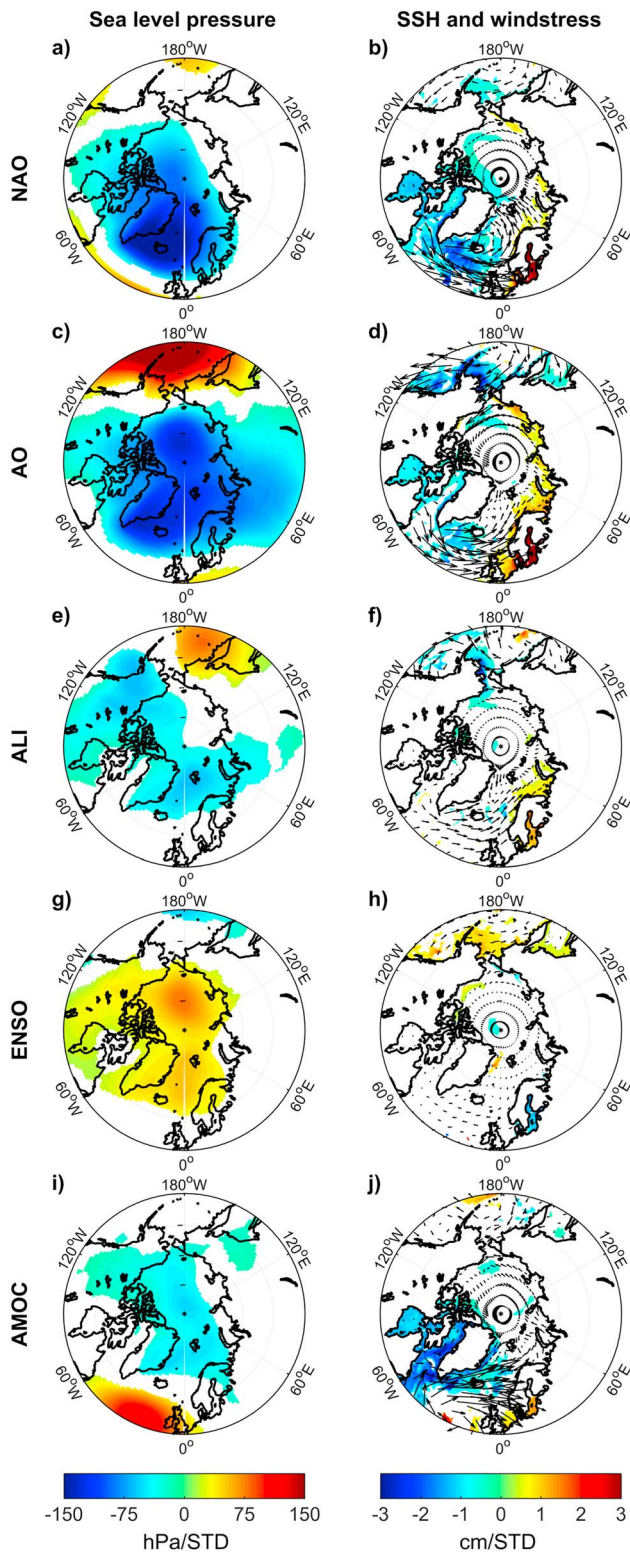 Sea level pressure
SSH and windstress
a)
180°W
120°W
120°E
60°W
60°E
0°
NAO
b)
180°W
120°W
120°E
60°W
60°E
0°
c)
180°W
120°W
120°E
60°W
60°E
0°
AO
d)
180°W
120°W
120°E
60°W
60°E
0°
e)
180°W
120°W
120°E
60°W
60°E
0°
ALI
f)
180°W
120°W
120°E
60°W
60°E
0°
g)
180°W
120°W
120°E
60°W
60°E
0°
ENSO
h)
180°W
120°W
120°E
60°W
60°E
0°
i)
180°W
120°W
120°E
60°W
60°E
0°
AMOC
j)
180°W
120°W
120°E
60°W
60°E
0°
-150 -75 0 75 150
hPa/STD
-3 -2 -1 0 1 2 3
cm/STD